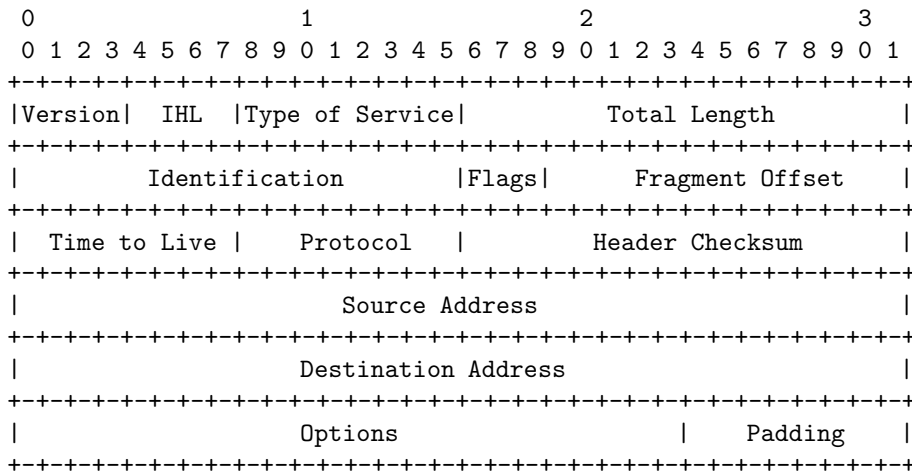 0                   1                   2                   3
0 1 2 3 4 5 6 7 8 9 0 1 2 3 4 5 6 7 8 9 0 1 2 3 4 5 6 7 8 9 0 1
+-+-+-+-+-+-+-+-+-+-+-+-+-+-+-+-+-+-+-+-+-+-+-+-+-+-+-+-+-+-+-+-+
|Version|  IHL  |Type of Service|          Total Length         |
+-+-+-+-+-+-+-+-+-+-+-+-+-+-+-+-+-+-+-+-+-+-+-+-+-+-+-+-+-+-+-+-+
|         Identification        |Flags|      Fragment Offset    |
+-+-+-+-+-+-+-+-+-+-+-+-+-+-+-+-+-+-+-+-+-+-+-+-+-+-+-+-+-+-+-+-+
|  Time to Live |    Protocol   |         Header Checksum       |
+-+-+-+-+-+-+-+-+-+-+-+-+-+-+-+-+-+-+-+-+-+-+-+-+-+-+-+-+-+-+-+-+
|                       Source Address                          |
+-+-+-+-+-+-+-+-+-+-+-+-+-+-+-+-+-+-+-+-+-+-+-+-+-+-+-+-+-+-+-+-+
|                    Destination Address                        |
+-+-+-+-+-+-+-+-+-+-+-+-+-+-+-+-+-+-+-+-+-+-+-+-+-+-+-+-+-+-+-+-+
|                    Options                    |    Padding    |
+-+-+-+-+-+-+-+-+-+-+-+-+-+-+-+-+-+-+-+-+-+-+-+-+-+-+-+-+-+-+-+-+